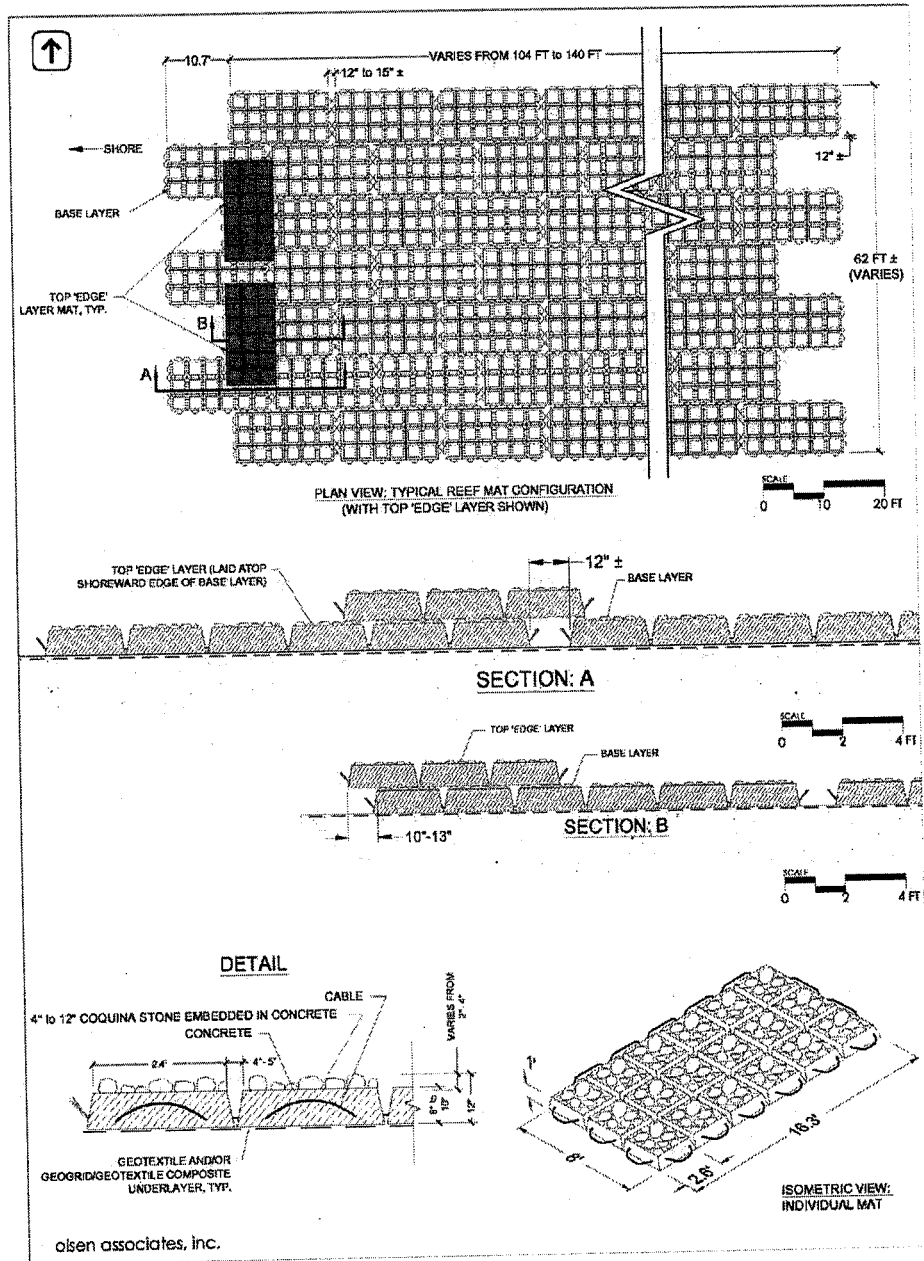 10.7'
VARIES FROM 104 FT to 140 FT
12" to 15" ±
SHORE
12" ±
BASE LAYER
62 FT ±
(VARIES)
TOP 'EDGE'
LAYER MAT, TYP.
B
A
PLAN VIEW: TYPICAL REEF MAT CONFIGURATION
(WITH TOP 'EDGE' LAYER SHOWN)
SCALE
0 10 20 FT
TOP 'EDGE' LAYER (LAID ATOP
SHOREWARD EDGE OF BASE LAYER)
12" ±
BASE LAYER
SECTION: A
SCALE
0 2 4 FT
TOP 'EDGE' LAYER
BASE LAYER
10"-13"
SECTION: B
SCALE
0 2 4 FT
DETAIL
CABLE
4" to 12" COQUINA STONE EMBEDDED IN CONCRETE
CONCRETE
VARIES FROM
2"- 4"
2.4'
4"- 5"
8" to
10"
12"
GEOTEXTILE AND/OR
GEOGRID/GEOTEXTILE COMPOSITE
UNDERLAYER, TYP.
1'
8'
2.6'
16.3'
ISOMETRIC VIEW:
INDIVIDUAL MAT
olsen associates, inc.